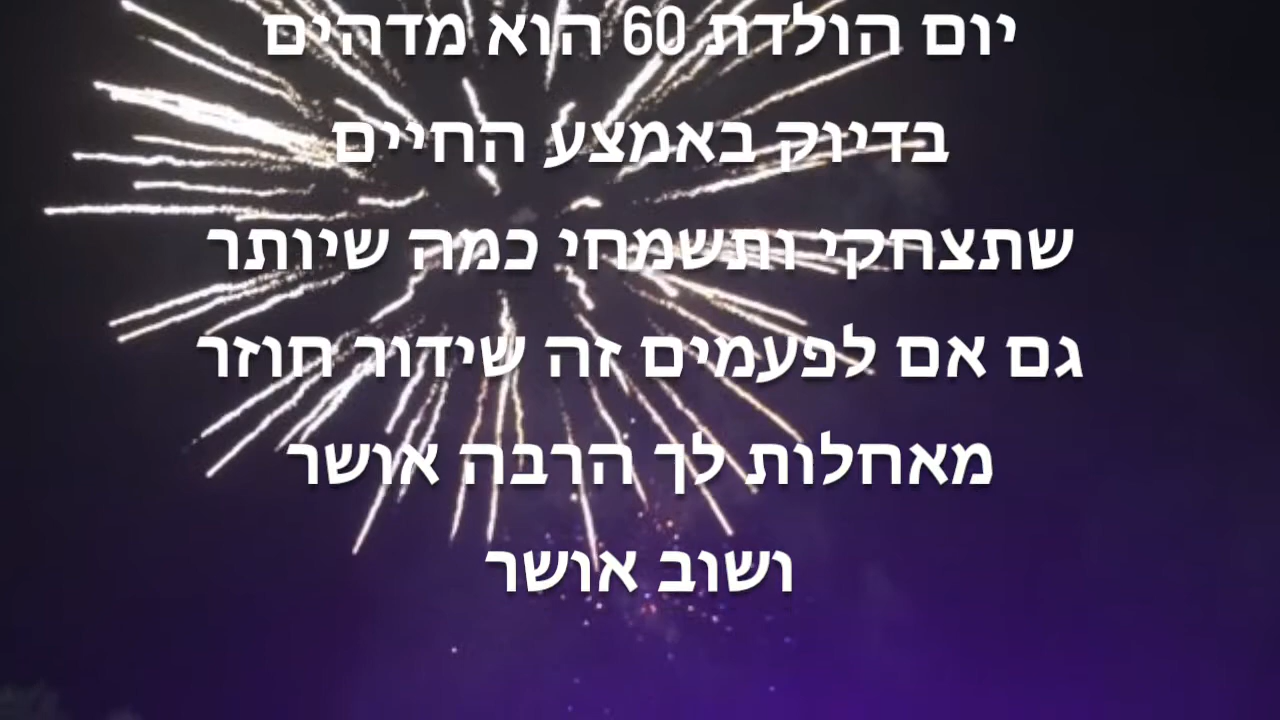 יום הולדת 60 הוא מדהים
בדיוק באמצע החיים
שתצחקי ותשמחי כמה שיותר
גם אם לפעמים זה שידור חוזר
מאחלות לך הרבה אושר
ושוב אושר